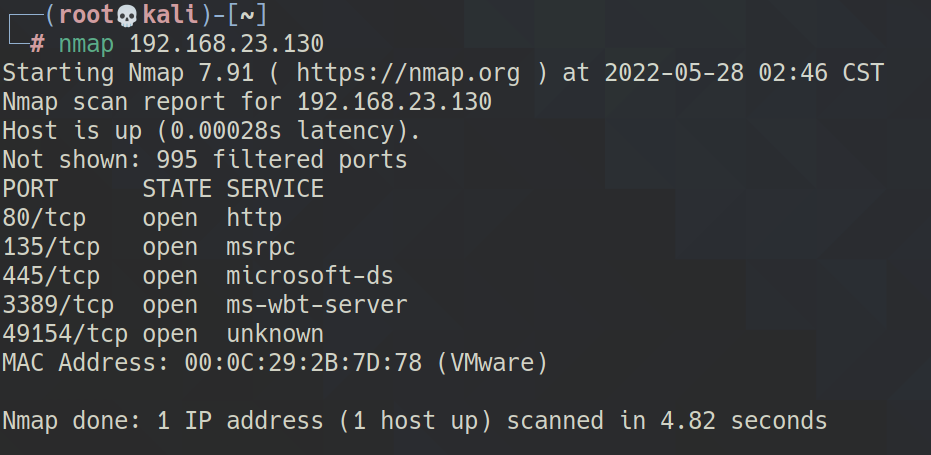 ┌──(root💀kali)-[~]
└─# nmap 192.168.23.130
Starting Nmap 7.91 ( https://nmap.org ) at 2022-05-28 02:46 CST
Nmap scan report for 192.168.23.130
Host is up (0.00028s latency).
Not shown: 995 filtered ports
PORT      STATE SERVICE
80/tcp    open  http
135/tcp   open  msrpc
445/tcp   open  microsoft-ds
3389/tcp  open  ms-wbt-server
49154/tcp open  unknown
MAC Address: 00:0C:29:2B:7D:78 (VMware)
Nmap done: 1 IP address (1 host up) scanned in 4.82 seconds